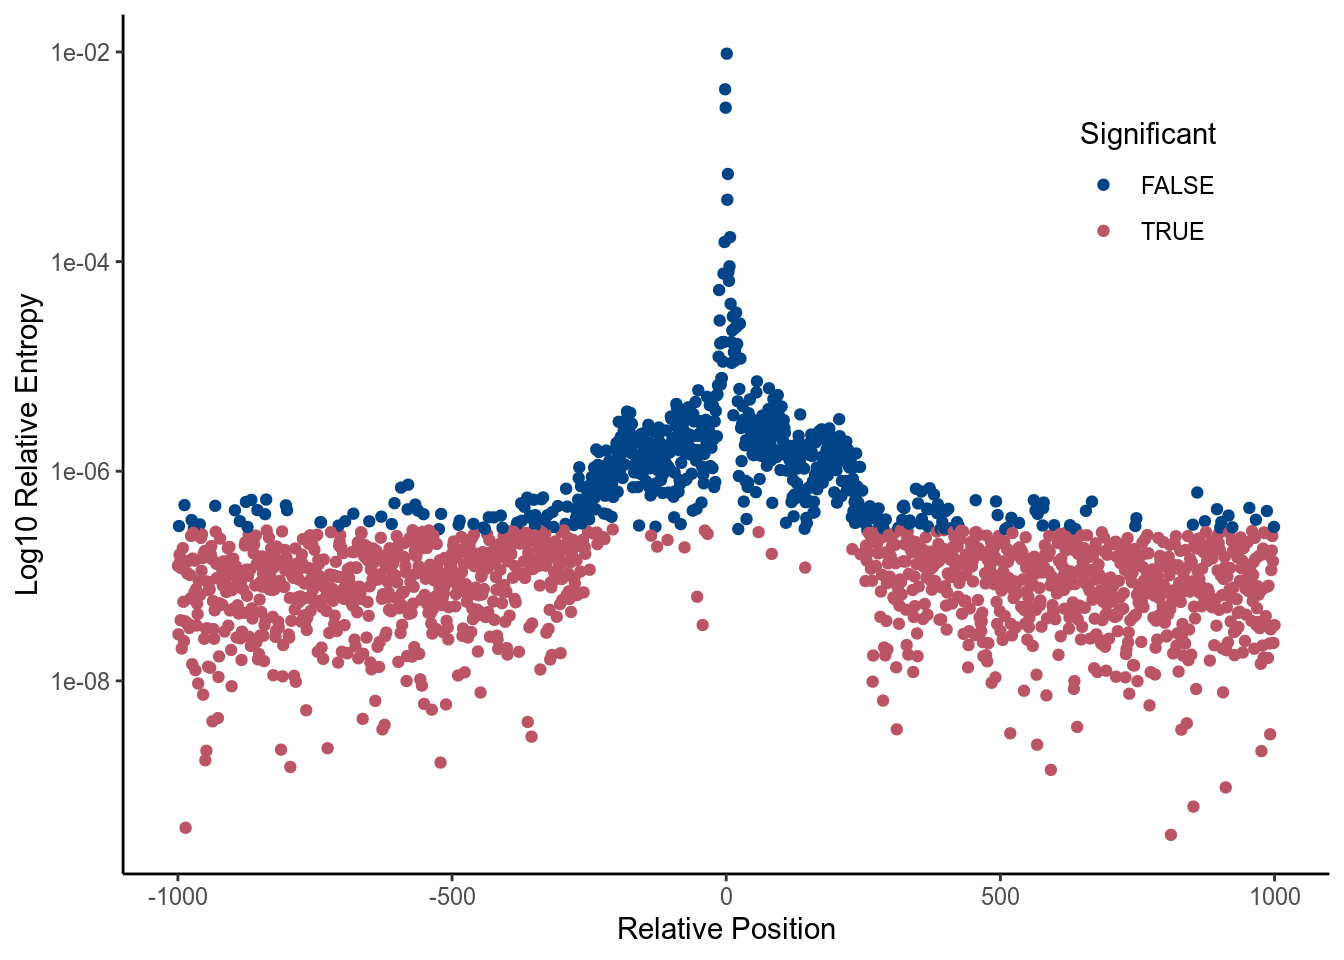 1e-02
1e-04
1e-06
1e-08
Log10 Relative Entropy
Significant
FALSE
TRUE
-1000
-500
0
500
1000
Relative Position